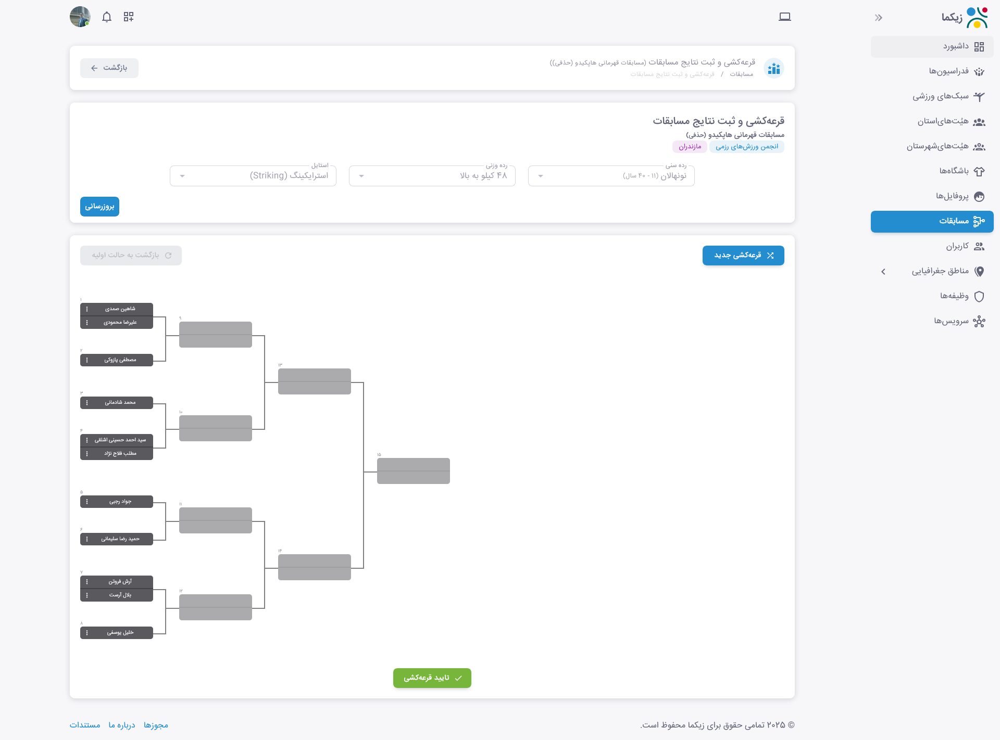 زیکما
داشبورد
فدراسیون‌ها
سبک‌های ورزشی
هیُت‌های‌استان
هیُت‌های‌شهرستان
باشگاه‌ها
پروفایل‌ها
مسابقات
کاربران
مناطق جغرافیایی
وظیفه‌ها
سرویس‌ها
قرعه‌کشی و ثبت نتایج مسابقات (مسابقات قهرمانی هاپکیدو (حذفی))
مسابقات / قرعه‌کشی و ثبت نتایج مسابقات
بازگشت
قرعه‌کشی و ثبت نتایج مسابقات
مسابقات قهرمانی هاپکیدو (حذفی)
انجمن ورزش‌های رزمی مازندران
رده سنی
نونهالان (۱۱ - ۴۰ سال)
رده وزنی
۴۸ کیلو به بالا
استایل
استرایکینگ (Striking)
بروزرسانی
قرعه‌کشی جدید
بازگشت به حالت اولیه
۱
شاهین صمدی
علیرضا محمودی
۲
مصطفی پازوکی
۳
محمد شادمانی
۴
سید احمد حسینی اشلقی
مطلب فلاح نژاد
۵
جواد رجبی
۶
حمید رضا سلیمانی
۷
آرش فروتن
بلال آرست
۸
خلیل یوسفی
۹
۱۰
۱۱
۱۲
۱۳
۱۴
۱۵
تایید قرعه‌کشی
© ۲۰۲۵ تمامی حقوق برای زیکما محفوظ است.
مجوزها درباره ما مستندات